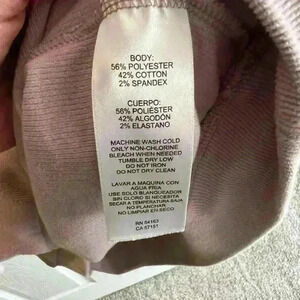 BODY:
56% POLYESTER
42% COTTON
2% SPANDEX
CUERPO:
56% POLIÉSTER
42% ALGODÓN
2% ELASTANO
MACHINE WASH COLD
ONLY NON-CHLORINE
BLEACH WHEN NEEDED
TUMBLE DRY LOW
DO NOT IRON
DO NOT DRY CLEAN
LAVAR A MAQUINA CON
AGUA FRIA
USE SOLO BLANQUEADOR
SIN CLORO SI NECESITA
SECAR A TEMPERATURA BAJA
NO PLANCHAR
NO LIMPIAR EN SECO
RN 54163
CA 57151